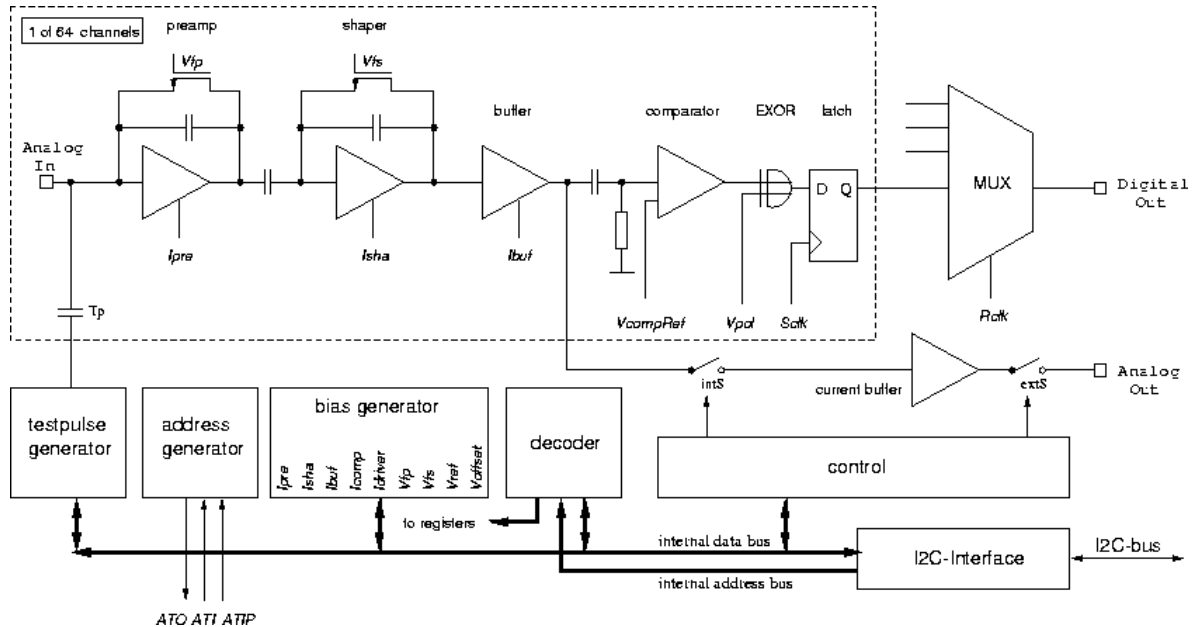 1 of 64 channels
preamp
shaper
Vfp
Vfs
buffer
comparator
EXOR
latch
Analog
In
D Q
MUX
Digital
Out
Ipre
Isha
Ibuf
Tp
VcompRef
Vpol
Sclk
Rclk
intS
current buffer
extS
Analog
Out
testpulse
generator
address
generator
bias generator
Ipre
Isha
Ibuf
Icomp
Idriver
Vfp
Vfs
Vref
Voffset
decoder
control
to registers
internal data bus
I2C-Interface
I2C-bus
internal address bus
ATO ATI ATIP